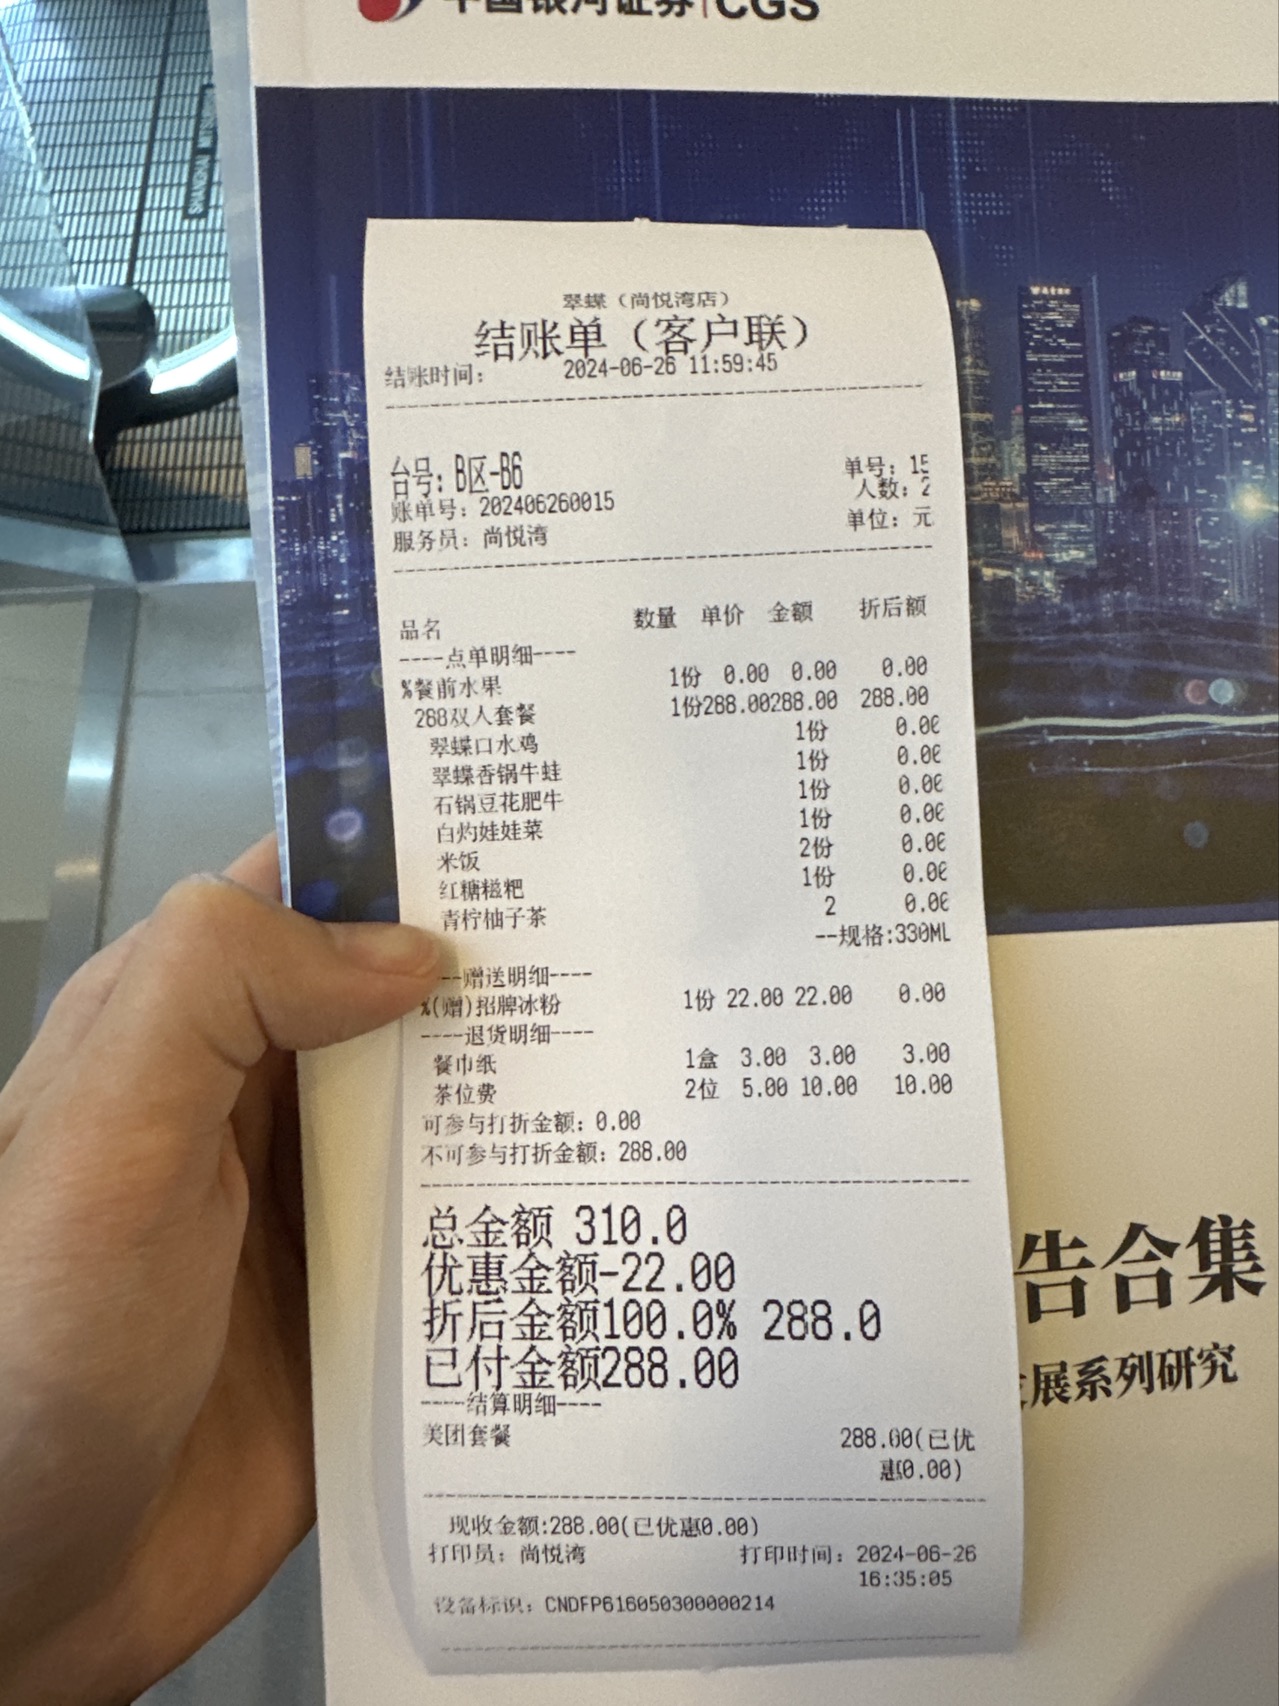 中国银河证券|CGS
翠蝶（尚悦湾店）
结账单（客户联）
结账时间： 2024-06-26 11:59:45
台号：B区-B6
单号：15
账单号：202406260015
人数：2
服务员：尚悦湾
单位：元
品名 数量 单价 金额 折后额
----点单明细----
%餐前水果 1份 0.00 0.00 0.00
288双人套餐 1份288.00288.00 288.00
翠蝶口水鸡 1份 0.00
翠蝶香锅牛蛙 1份 0.00
石锅豆花肥牛 1份 0.00
白灼娃娃菜 1份 0.00
米饭 2份 0.00
红糖糍粑 1份 0.00
青柠柚子茶 2 0.00
--规格:330ML
--赠送明细----
%(赠)招牌冰粉 1份 22.00 22.00 0.00
----退货明细----
餐巾纸 1盒 3.00 3.00 3.00
茶位费 2位 5.00 10.00 10.00
可参与打折金额：0.00
不可参与打折金额：288.00
总金额 310.0
优惠金额-22.00
折后金额100.0% 288.0
已付金额288.00
----结算明细----
美团套餐 288.00(已优
惠0.00)
现收金额:288.00(已优惠0.00)
打印员：尚悦湾 打印时间：2024-06-26
16:35:05
设备标识：CNDFP616050300000214
告合集
展系列研究